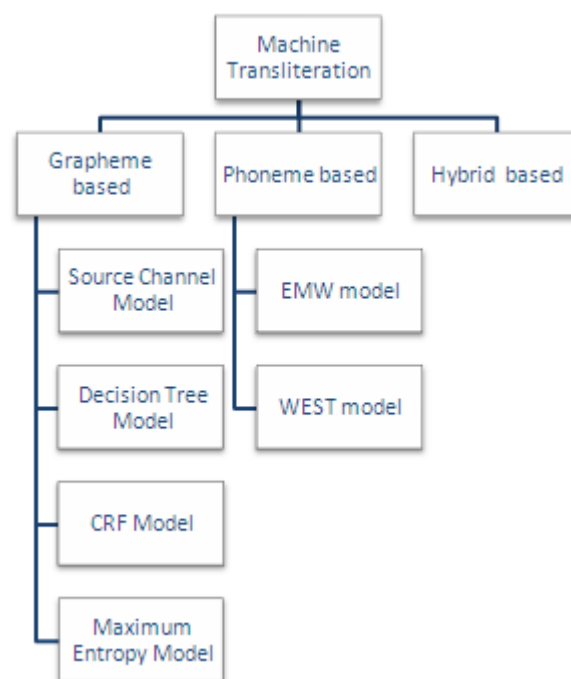 Machine
Transliteration
Grapheme
based
Phoneme based
Hybrid based
Source Channel
Model
EMW model
Decision Tree
Model
WEST model
CRF Model
Maximum
Entropy Model